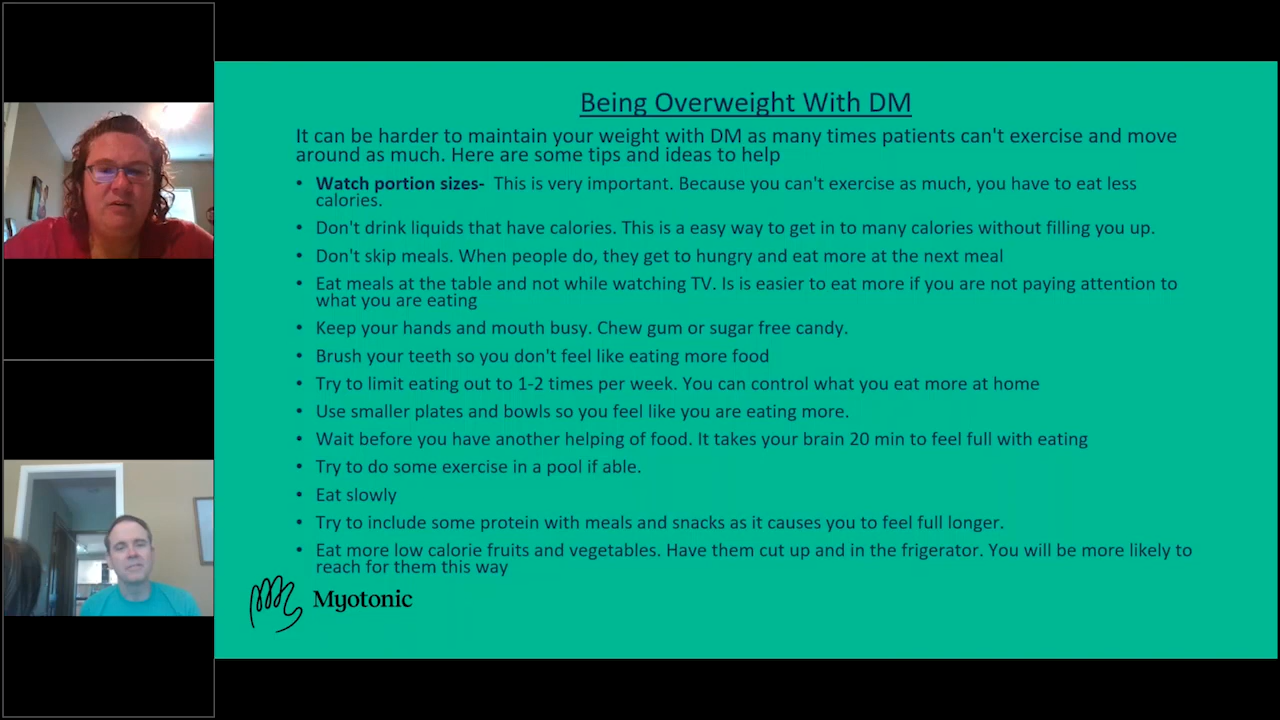 Being Overweight With DM
It can be harder to maintain your weight with DM as many times patients can't exercise and move
around as much. Here are some tips and ideas to help
• Watch portion sizes- This is very important. Because you can't exercise as much, you have to eat less
calories.
• Don't drink liquids that have calories. This is a easy way to get in to many calories without filling you up.
• Don't skip meals. When people do, they get to hungry and eat more at the next meal
• Eat meals at the table and not while watching TV. Is is easier to eat more if you are not paying attention to
what you are eating
• Keep your hands and mouth busy. Chew gum or sugar free candy.
• Brush your teeth so you don't feel like eating more food
• Try to limit eating out to 1-2 times per week. You can control what you eat more at home
• Use smaller plates and bowls so you feel like you are eating more.
• Wait before you have another helping of food. It takes your brain 20 min to feel full with eating
• Try to do some exercise in a pool if able.
• Eat slowly
• Try to include some protein with meals and snacks as it causes you to feel full longer.
• Eat more low calorie fruits and vegetables. Have them cut up and in the frigerator. You will be more likely to
reach for them this way
Myotonic